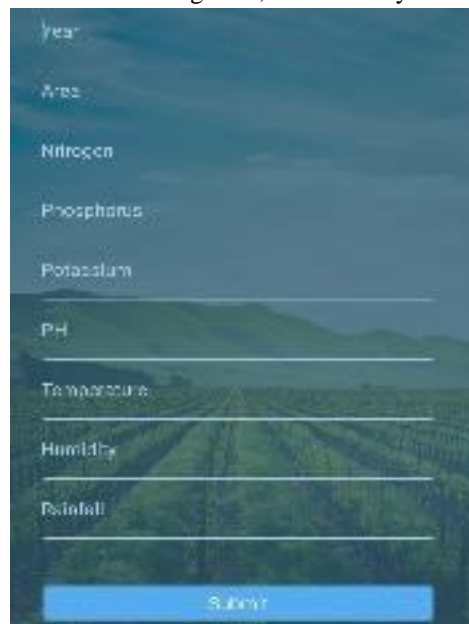 year
Area
Nitrogen
Phosphorus
Potassium
PH
Temperature
Humidity
Rainfall
Submit